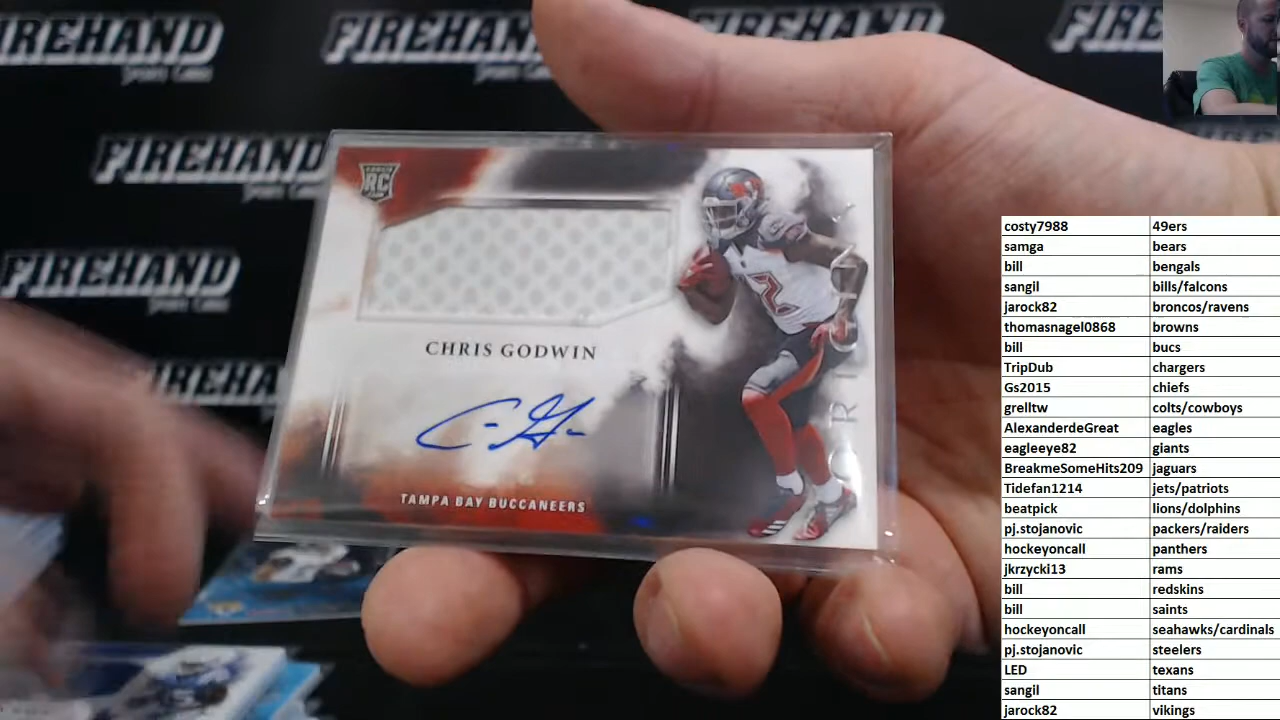 FIREHAND
FIREHAND
FIREHAND
FIREHAND
FIREHAND
RC
CHRIS GODWIN
TAMPA BAY BUCCANEERS
2
costy7988 49ers
samga bears
bill bengals
sangil bills/falcons
jarock82 broncos/ravens
thomasnagel0868 browns
bill bucs
TripDub chargers
Gs2015 chiefs
grelltw colts/cowboys
AlexanderdeGreat eagles
eagleeye82 giants
BreakmeSomeHits209 jaguars
Tidefan1214 jets/patriots
beatpick lions/dolphins
pj.stojanovic packers/raiders
hockeyoncall panthers
jkrzycki13 rams
bill redskins
bill saints
hockeyoncall seahawks/cardinals
pj.stojanovic steelers
LED texans
sangil titans
jarock82 vikings